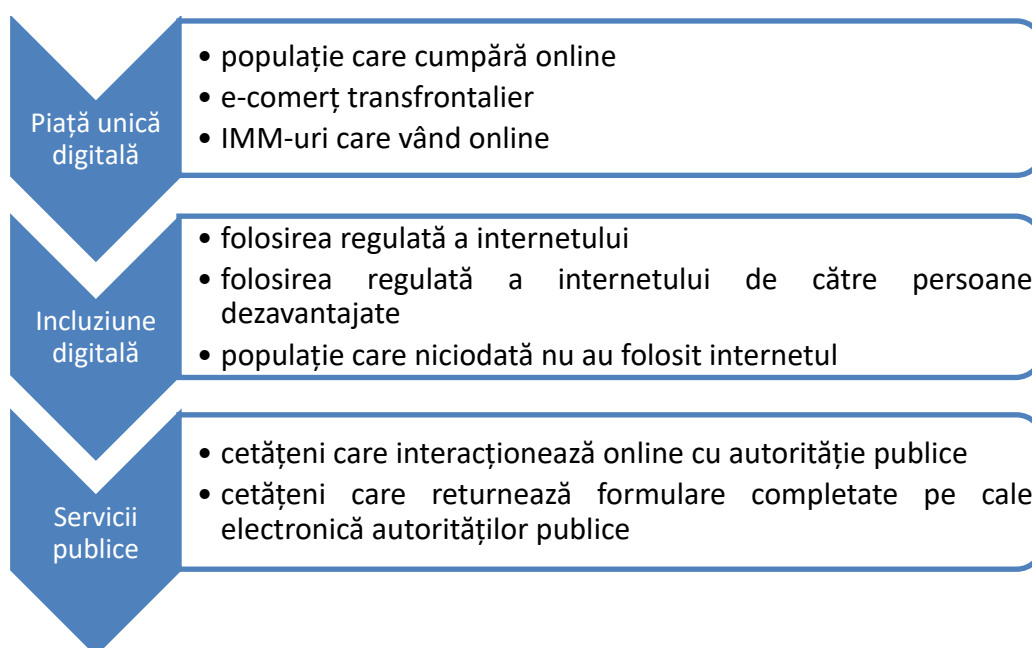 Piață unică
digitală
• populație care cumpără online
• e-comerț transfrontalier
• IMM-uri care vând online
Incluziune
digitală
• folosirea regulată a internetului
• folosirea regulată a internetului de către persoane
dezavantajate
• populație care niciodată nu au folosit internetul
Servicii
publice
• cetățeni care interacționează online cu autorităție publice
• cetățeni care returnează formulare completate pe cale
electronică autorităților publice